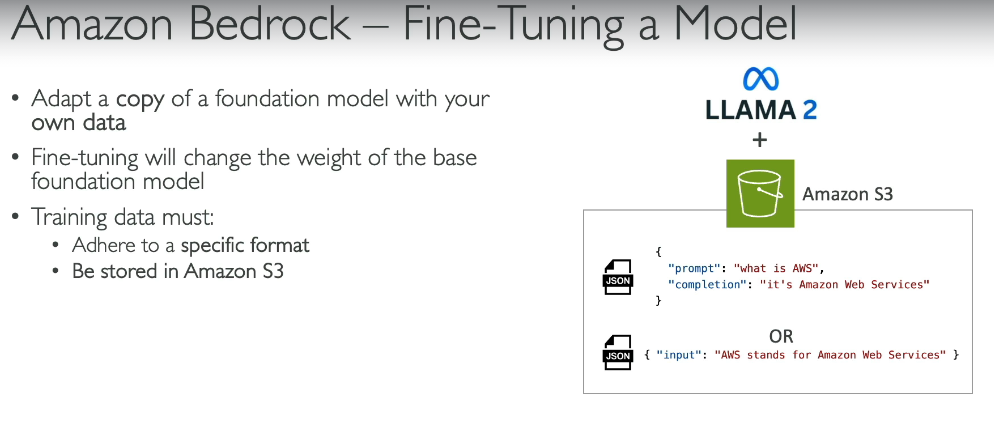 Amazon Bedrock – Fine-Tuning a Model
• Adapt a copy of a foundation model with your
own data
• Fine-tuning will change the weight of the base
foundation model
• Training data must:
• Adhere to a specific format
• Be stored in Amazon S3
LLAMA 2
+
Amazon S3
JSON
{
"prompt": "what is AWS",
"completion": "it's Amazon Web Services"
}
OR
JSON
{ "input": "AWS stands for Amazon Web Services" }